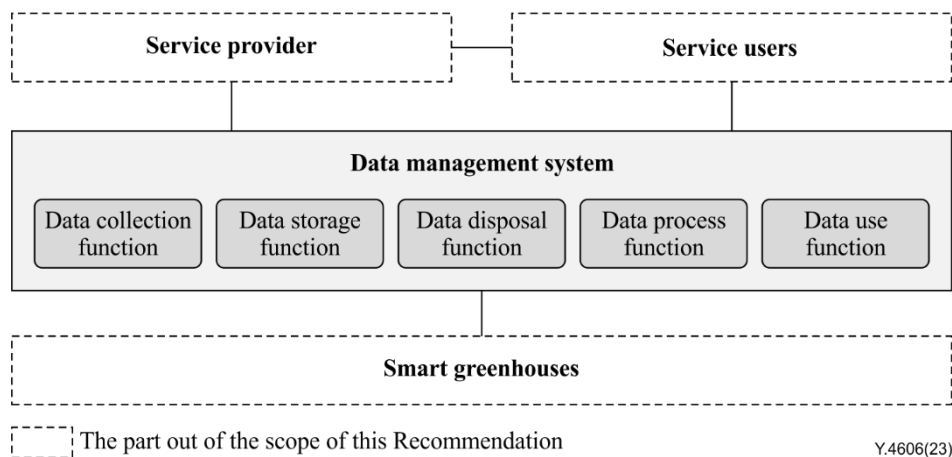 Service provider
Service users
Data management system
Data collection
function
Data storage
function
Data disposal
function
Data process
function
Data use
function
Smart greenhouses
The part out of the scope of this Recommendation
Y.4606(23)